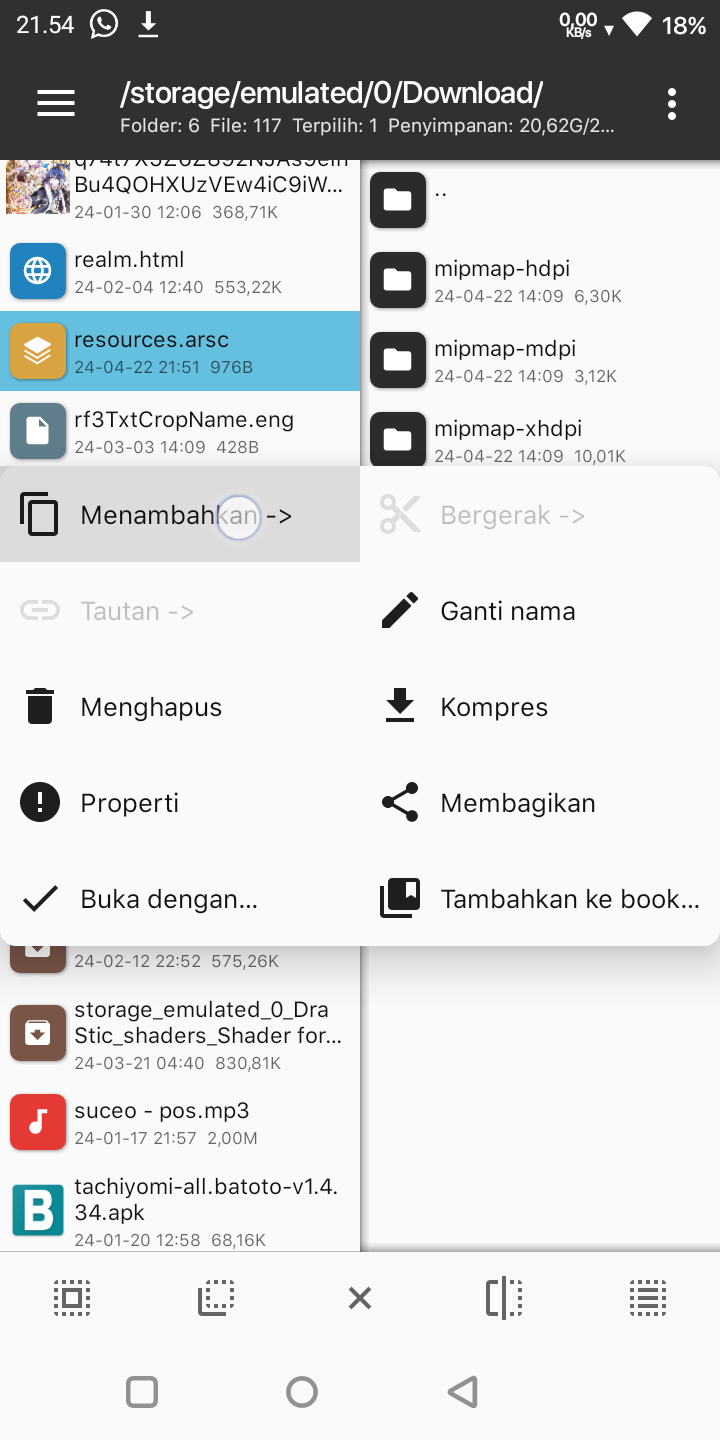 21.54
0,00
KB/s
18%
/storage/emulated/0/Download/
Folder: 6 File: 117 Terpilih: 1 Penyimpanan: 20,62G/2...
Bu4QOHXUzVEw4iC9iW...
24-01-30 12:06 368,71K
realm.html
24-02-04 12:40 553,22K
resources.arsc
24-04-22 21:51 976B
rf3TxtCropName.eng
24-03-03 14:09 428B
..
mipmap-hdpi
24-04-22 14:09 6,30K
mipmap-mdpi
24-04-22 14:09 3,12K
mipmap-xhdpi
24-04-22 14:09 10,01K
Menambahkan ->
Bergerak ->
Tautan ->
Ganti nama
Menghapus
Kompres
Properti
Membagikan
Buka dengan...
Tambahkan ke book...
24-02-12 22:52 575,26K
storage_emulated_0_Dra
Stic_shaders_Shader for...
24-03-21 04:40 830,81K
suceo - pos.mp3
24-01-17 21:57 2,00M
B
tachiyomi-all.batoto-v1.4.
34.apk
24-01-20 12:58 68,16K